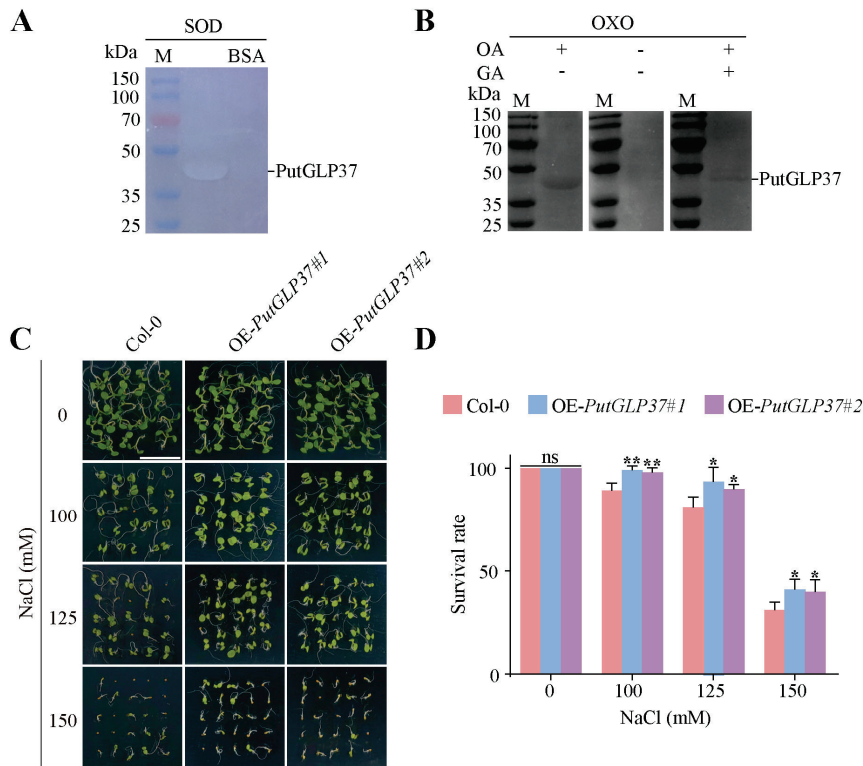 A
SOD
kDa M BSA
150
100
70
50
PutGLP37
35
25
B
OXO
OA + - +
GA - - +
kDa
M M M
150
100
70
50
PutGLP37
35
25
C
Col-0 OE-PutGLP37#1 OE-PutGLP37#2
NaCl (mM)
0
100
125
150
D
Col-0 OE-PutGLP37#1 OE-PutGLP37#2
Survival rate
100
50
0
ns
** **
* *
* *
0 100 125 150
NaCl (mM)